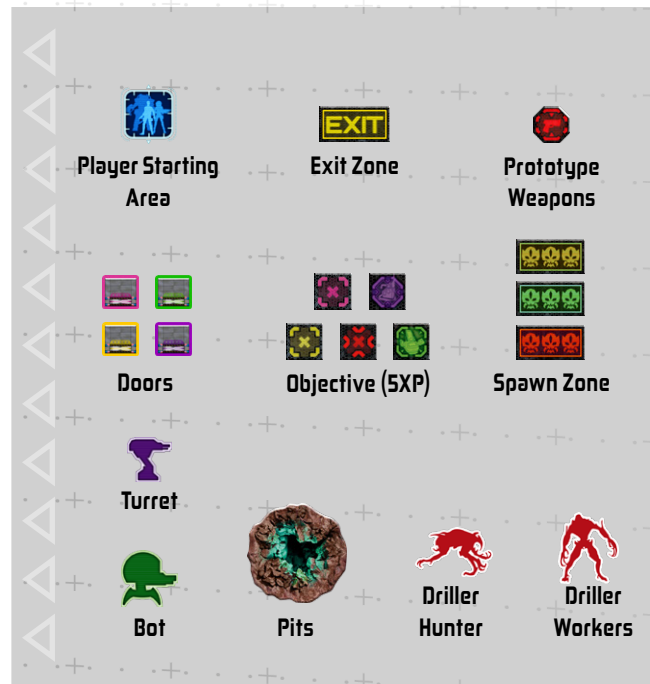 EXIT
Player Starting
Area
Exit Zone
Prototype
Weapons
Doors
Objective (5XP)
Spawn Zone
Turret
Bot
Pits
Driller
Hunter
Driller
Workers